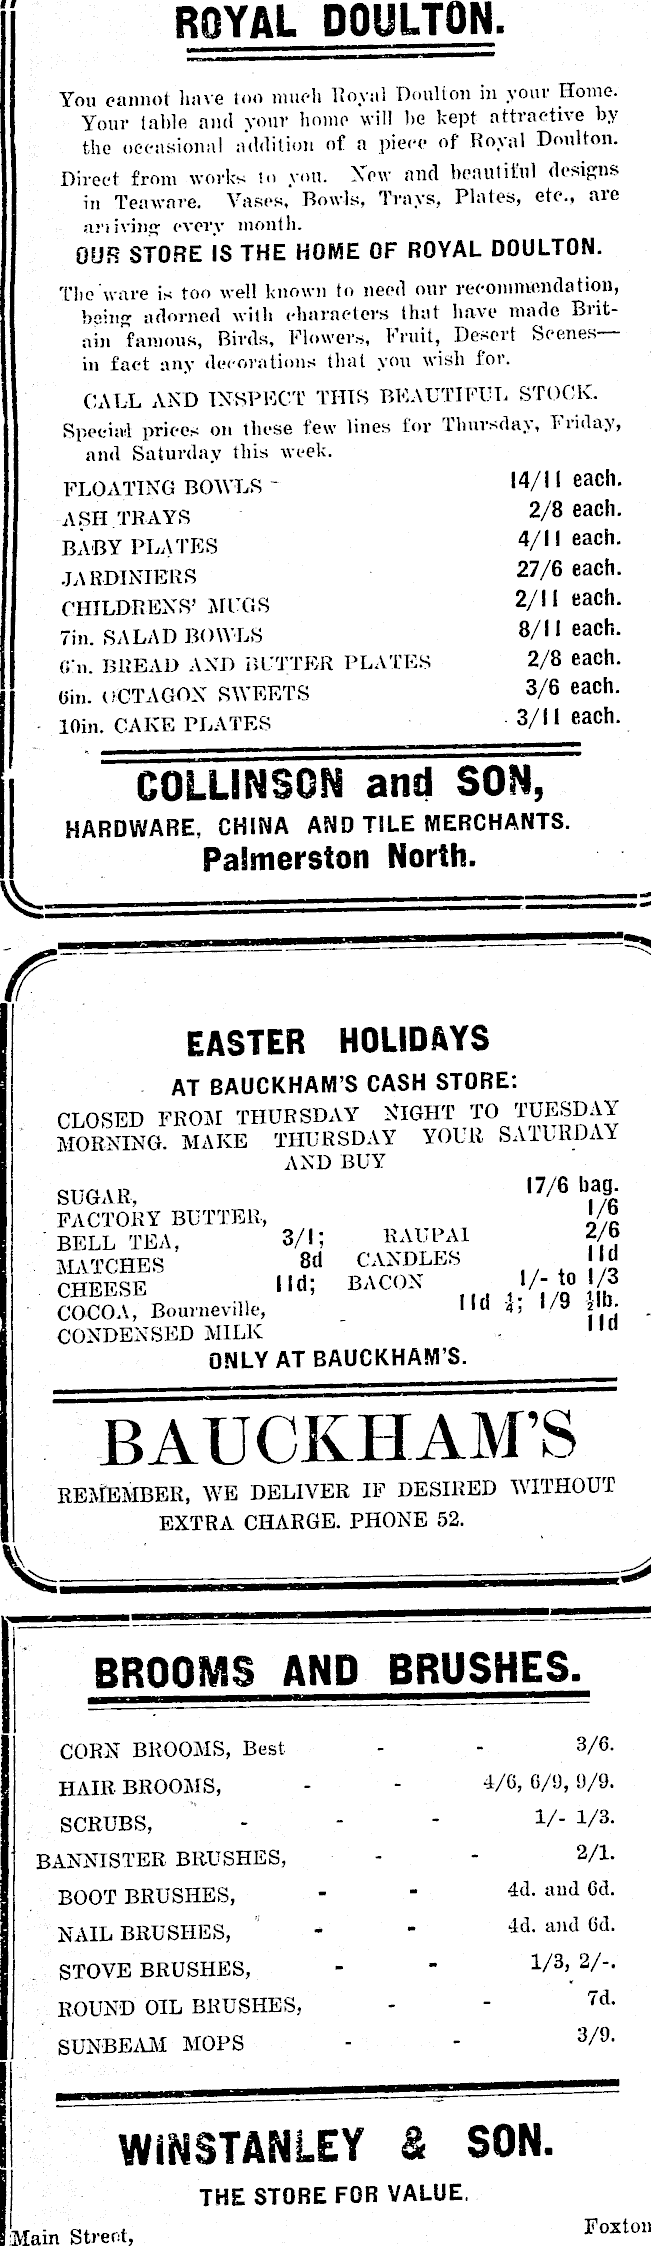 ROYAL DOULTON.
You cannot have too much Royal Doulton in your Home.
Your table and your home will be kept attractive by
the occasional addition of a piece of Royal Doulton.
Direct from works to you. New and beautiful designs
in Teaware. Vases, Bowls, Trays, Plates, etc., are
arriving every month.
OUR STORE IS THE HOME OF ROYAL DOULTON.
The ware is too well known to need our recommendation,
being adorned with characters that have made Brit-
ain famous, Birds, Flowers, Fruit, Desert Scenes—
in fact any decorations that you wish for.
CALL AND INSPECT THIS BEAUTIFUL STOCK.
Special prices on these few lines for Thursday, Friday,
and Saturday this week.
FLOATING BOWLS - 14/11 each.
ASH TRAYS 2/8 each.
BABY PLATES 4/11 each.
JARDINIERS 27/6 each.
CHILDRENS' MUGS 2/11 each.
7in. SALAD BOWLS 8/11 each.
6in. BREAD AND BUTTER PLATES 2/8 each.
6in. OCTAGON SWEETS 3/6 each.
10in. CAKE PLATES 3/11 each.
COLLINSON and SON,
HARDWARE, CHINA AND TILE MERCHANTS.
Palmerston North.
EASTER HOLIDAYS
AT BAUCKHAM'S CASH STORE:
CLOSED FROM THURSDAY NIGHT TO TUESDAY
MORNING. MAKE THURSDAY YOUR SATURDAY
AND BUY
SUGAR, 17/6 bag.
FACTORY BUTTER, 1/6
BELL TEA, 3/1; RAUPAI 2/6
MATCHES 8d CANDLES 11d
CHEESE 11d; BACON 1/- to 1/3
COCOA, Bourneville, 11d ¼; 1/9 ½lb.
CONDENSED MILK 11d
ONLY AT BAUCKHAM'S.
BAUCKHAM'S
REMEMBER, WE DELIVER IF DESIRED WITHOUT
EXTRA CHARGE. PHONE 52.
BROOMS AND BRUSHES.
CORN BROOMS, Best - - 3/6.
HAIR BROOMS, - - 4/6, 6/9, 9/9.
SCRUBS, - - - 1/- 1/3.
BANNISTER BRUSHES, - - 2/1.
BOOT BRUSHES, - - 4d. and 6d.
NAIL BRUSHES, - - 4d. and 6d.
STOVE BRUSHES, - - 1/3, 2/-.
ROUND OIL BRUSHES, - - 7d.
SUNBEAM MOPS - - 3/9.
WINSTANLEY & SON.
THE STORE FOR VALUE.
Main Street, Foxton